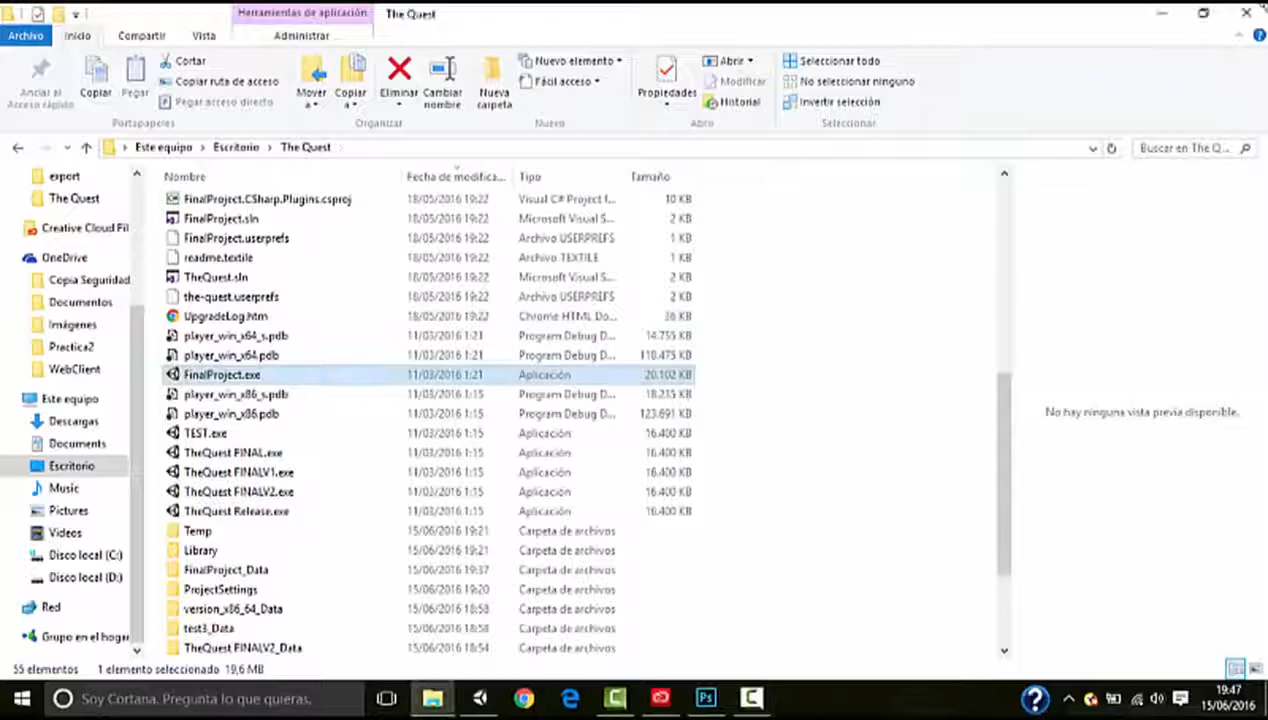 Herramientas de aplicación
The Quest
Archivo
Inicio
Compartir
Vista
Administrar
Anclar al
Acceso rápido
Copiar
Pegar
Cortar
Copiar ruta de acceso
Pegar acceso directo
Portapapeles
Mover
a
Copiar
a
Eliminar
Cambiar
nombre
Organizar
Nueva
carpeta
Nuevo elemento
Fácil acceso
Nuevo
Propiedades
Abrir
Modificar
Historial
Abrir
Seleccionar todo
No seleccionar ninguno
Invertir selección
Seleccionar
Este equipo > Escritorio > The Quest
Buscar en The Q...
export
The Quest
Creative Cloud Fil
OneDrive
Copia Seguridad
Documentos
Imágenes
Practica2
WebClient
Este equipo
Descargas
Documents
Escritorio
Music
Pictures
Videos
Disco local (C:)
Disco local (D:)
Red
Grupo en el hogar
Nombre Fecha de modifica... Tipo Tamaño
FinalProject.CSharp.Plugins.csproj 18/05/2016 19:22 Visual C# Project f... 10 KB
FinalProject.sln 18/05/2016 19:22 Microsoft Visual S... 2 KB
FinalProject.userprefs 18/05/2016 19:22 Archivo USERPREFS 1 KB
readme.textile 18/05/2016 19:22 Archivo TEXTILE 1 KB
TheQuest.sln 18/05/2016 19:22 Microsoft Visual S... 2 KB
the-quest.userprefs 18/05/2016 19:22 Archivo USERPREFS 2 KB
UpgradeLog.htm 18/05/2016 19:22 Chrome HTML Do... 36 KB
player_win_x64_s.pdb 11/03/2016 1:21 Program Debug D... 14.755 KB
player_win_x64.pdb 11/03/2016 1:21 Program Debug D... 118.475 KB
FinalProject.exe 11/03/2016 1:21 Aplicación 20.102 KB
player_win_x86_s.pdb 11/03/2016 1:15 Program Debug D... 18.235 KB
player_win_x86.pdb 11/03/2016 1:15 Program Debug D... 123.691 KB
TEST.exe 11/03/2016 1:15 Aplicación 16.400 KB
TheQuest FINAL.exe 11/03/2016 1:15 Aplicación 16.400 KB
TheQuest FINALV1.exe 11/03/2016 1:15 Aplicación 16.400 KB
TheQuest FINALV2.exe 11/03/2016 1:15 Aplicación 16.400 KB
TheQuest Release.exe 11/03/2016 1:15 Aplicación 16.400 KB
Temp 15/06/2016 19:21 Carpeta de archivos
Library 15/06/2016 19:21 Carpeta de archivos
FinalProject_Data 15/06/2016 19:37 Carpeta de archivos
ProjectSettings 15/06/2016 19:20 Carpeta de archivos
version_x86_64_Data 15/06/2016 18:58 Carpeta de archivos
test3_Data 15/06/2016 18:58 Carpeta de archivos
TheQuest FINALV2_Data 15/06/2016 18:54 Carpeta de archivos
No hay ninguna vista previa disponible.
55 elementos 1 elemento seleccionado 19,6 MB
Soy Cortana. Pregunta lo que quieras.
Ps
19:47
15/06/2016